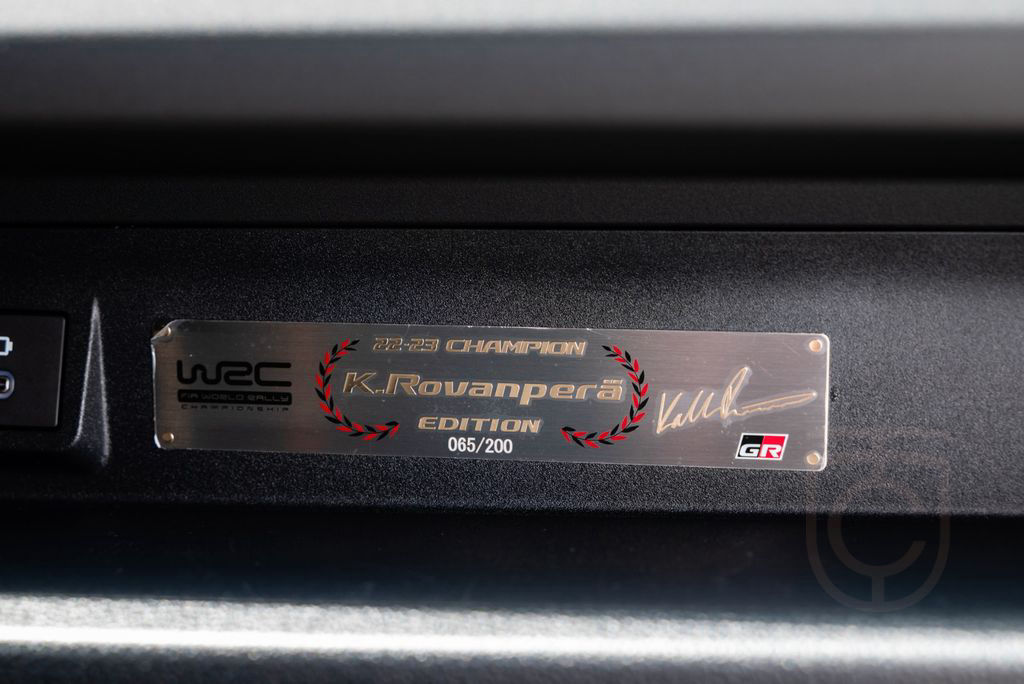 WRC
FIA WORLD RALLY
CHAMPIONSHIP
22-23 CHAMPION
K.Rovanperä
EDITION
065/200
GR